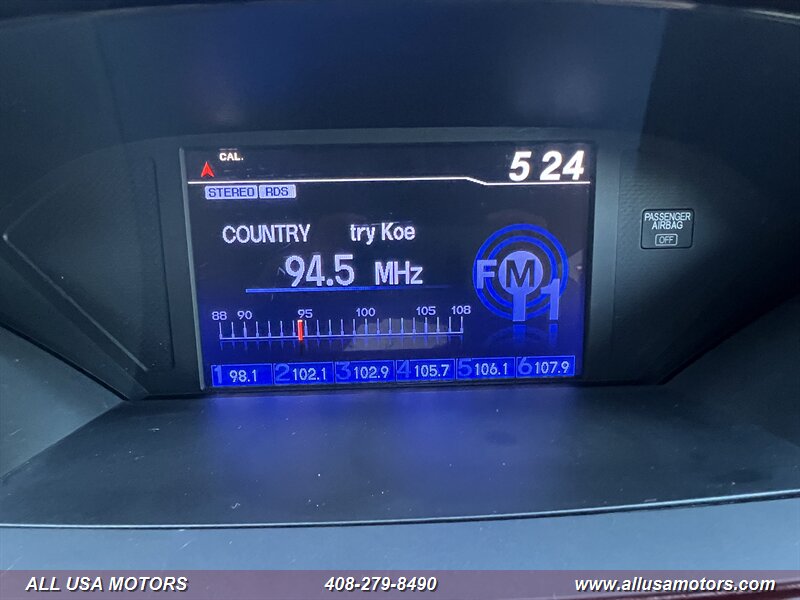 CAL. 5 24
STEREO RDS
COUNTRY try Koe
94.5 MHz
FM 1
88 90 95 100 105 108
1 98.1 2 102.1 3 102.9 4 105.7 5 106.1 6 107.9
PASSENGER
AIRBAG
OFF
ALL USA MOTORS 408-279-8490 www.allusamotors.com